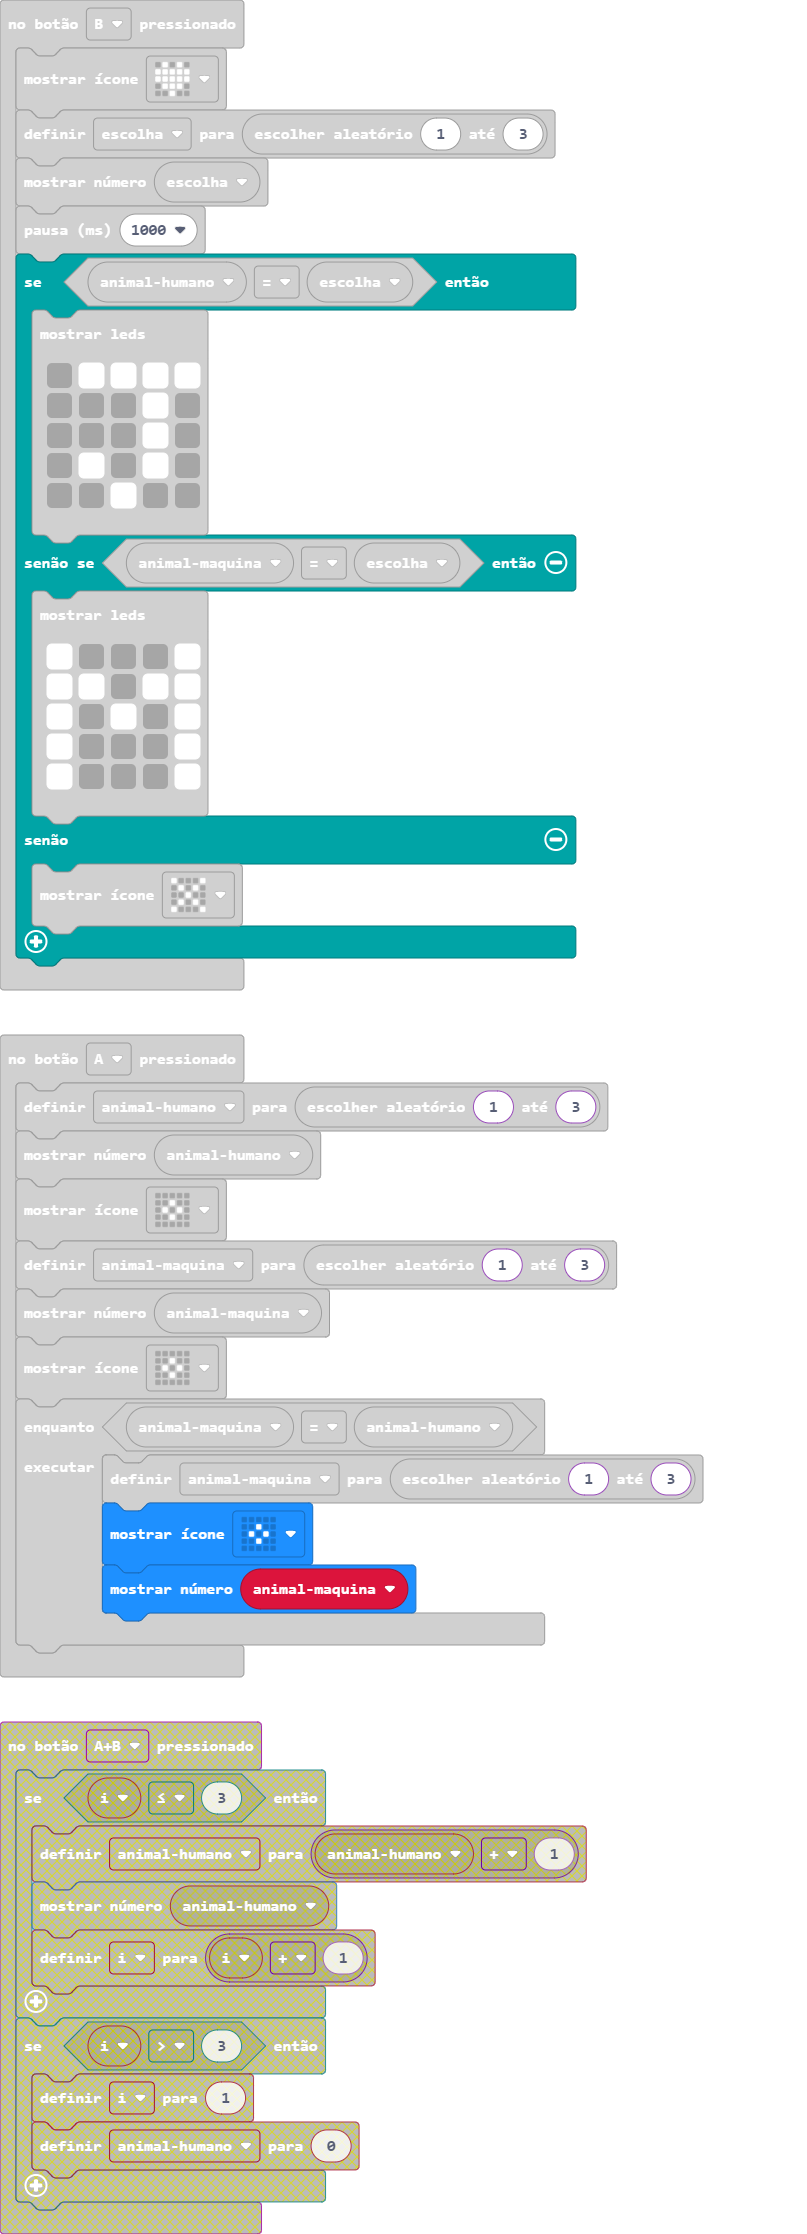 no botão B pressionado
mostrar ícone
definir escolha para escolher aleatório 1 até 3
mostrar número escolha
pausa (ms) 1000
se animal-humano = escolha então
mostrar leds
senão se animal-maquina = escolha então
mostrar leds
senão
mostrar ícone
no botão A pressionado
definir animal-humano para escolher aleatório 1 até 3
mostrar número animal-humano
mostrar ícone
definir animal-maquina para escolher aleatório 1 até 3
mostrar número animal-maquina
mostrar ícone
enquanto animal-maquina = animal-humano
executar
definir animal-maquina para escolher aleatório 1 até 3
mostrar ícone
mostrar número animal-maquina
no botão A+B pressionado
se i ≤ 3 então
definir animal-humano para animal-humano + 1
mostrar número animal-humano
definir i para i + 1
se i > 3 então
definir i para 1
definir animal-humano para 0